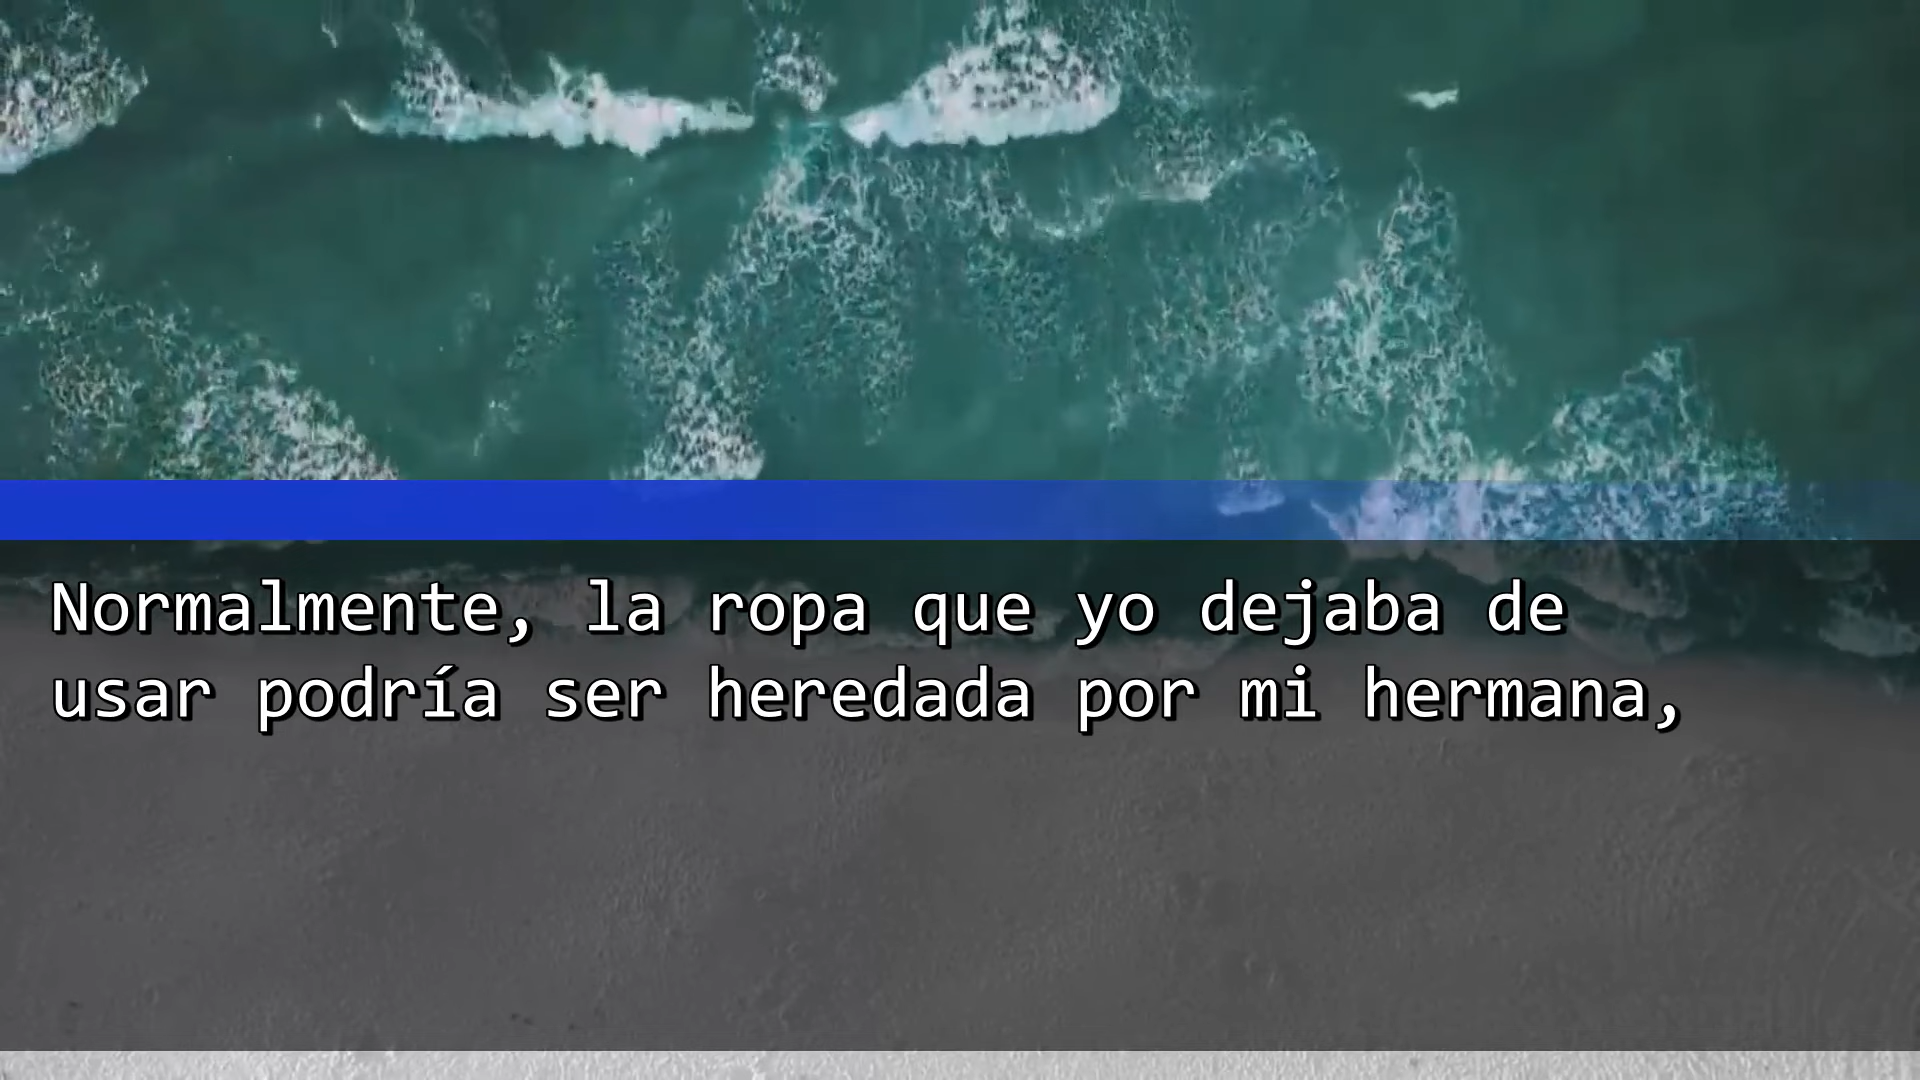 Normalmente, la ropa que yo dejaba de
usar podría ser heredada por mi hermana,